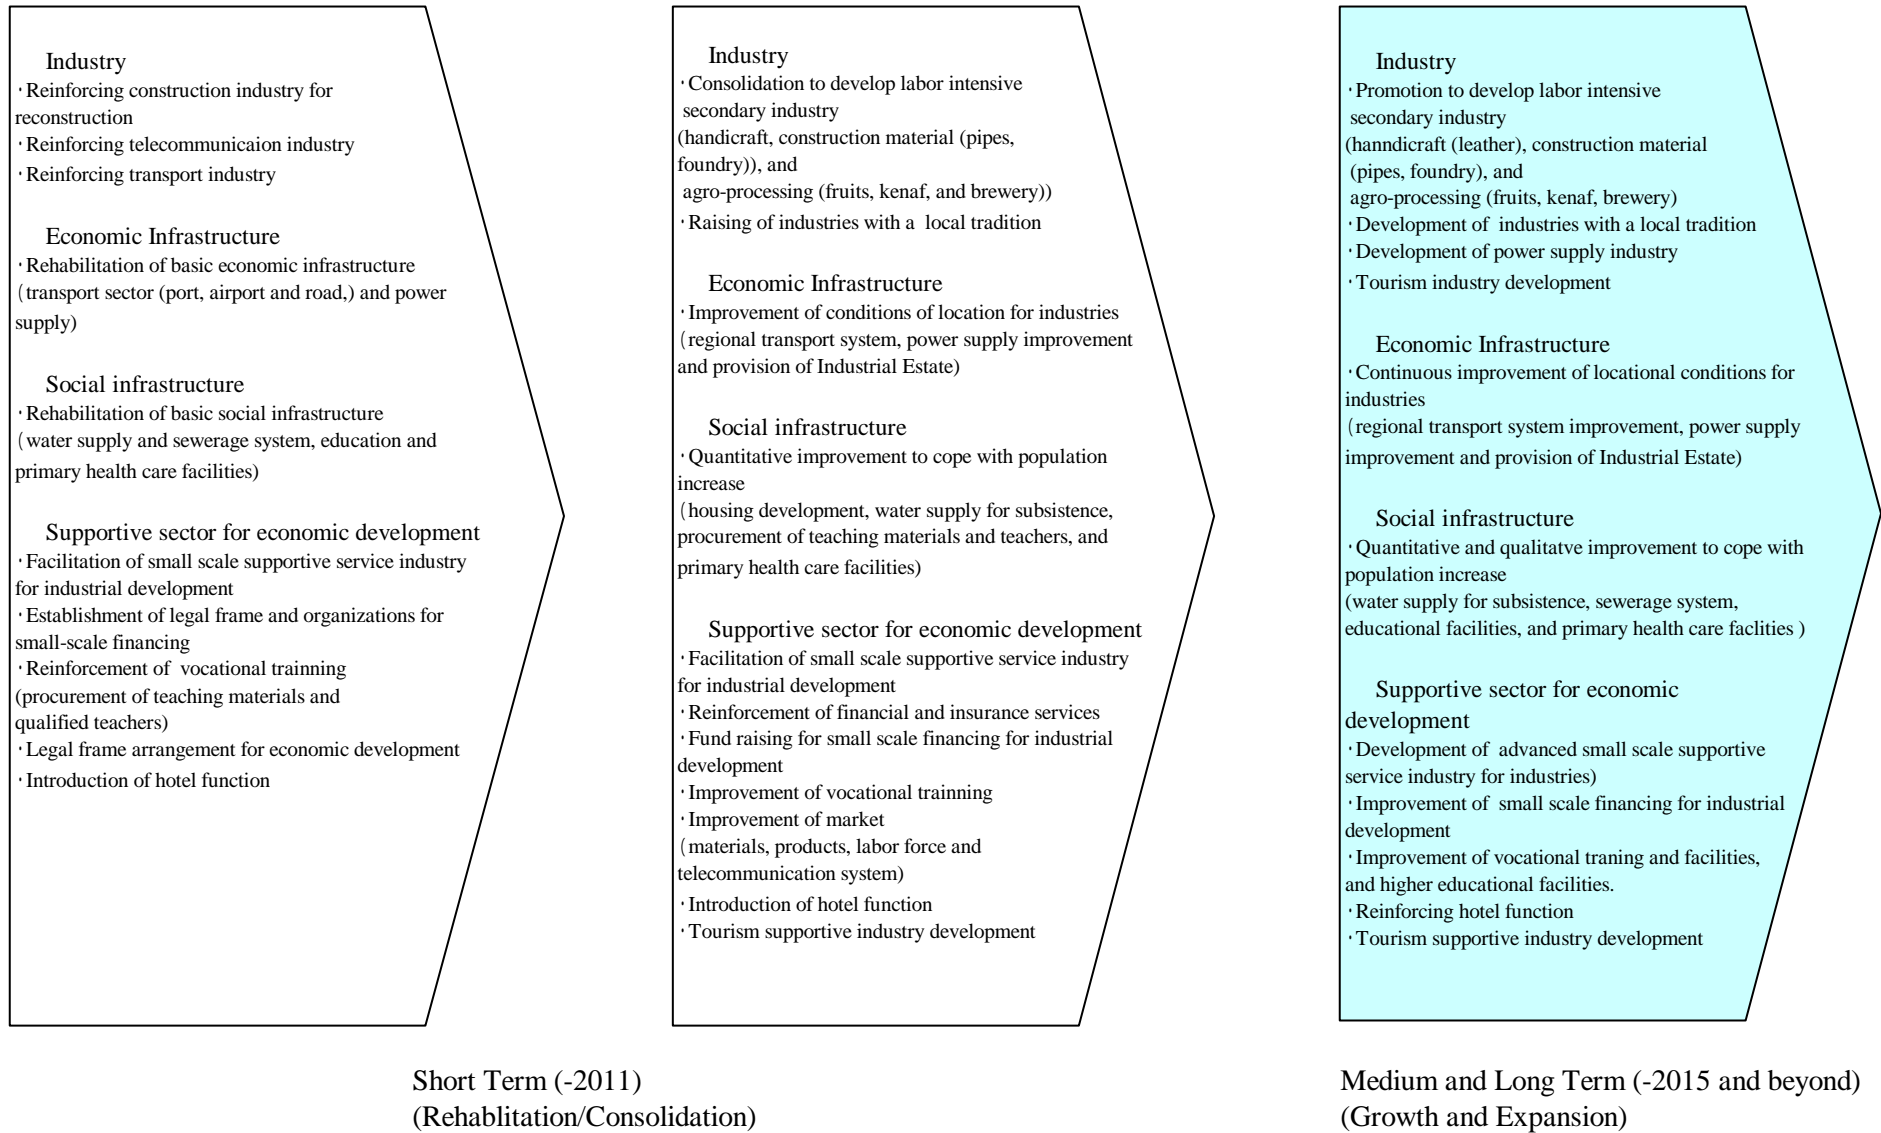 Industry
·Reinforcing construction industry for
reconstruction
·Reinforcing telecommunicaion industry
·Reinforcing transport industry
Economic Infrastructure
·Rehabilitation of basic economic infrastructure
(transport sector (port, airport and road,) and power
supply)
Social infrastructure
·Rehabilitation of basic social infrastructure
(water supply and sewerage system, education and
primary health care facilities)
Supportive sector for economic development
·Facilitation of small scale supportive service industry
for industrial development
·Establishment of legal frame and organizations for
small-scale financing
·Reinforcement of vocational trainning
(procurement of teaching materials and
qualified teachers)
·Legal frame arrangement for economic development
·Introduction of hotel function
Industry
·Consolidation to develop labor intensive
secondary industry
(handicraft, construction material (pipes,
foundry)), and
agro-processing (fruits, kenaf, and brewery))
·Raising of industries with a local tradition
Economic Infrastructure
·Improvement of conditions of location for industries
(regional transport system, power supply improvement
and provision of Industrial Estate)
Social infrastructure
·Quantitative improvement to cope with population
increase
(housing development, water supply for subsistence,
procurement of teaching materials and teachers, and
primary health care facilities)
Supportive sector for economic development
·Facilitation of small scale supportive service industry
for industrial development
·Reinforcement of financial and insurance services
·Fund raising for small scale financing for industrial
development
·Improvement of vocational trainning
·Improvement of market
(materials, products, labor force and
telecommunication system)
·Introduction of hotel function
·Tourism supportive industry development
Industry
·Promotion to develop labor intensive
secondary industry
(hanndicraft (leather), construction material
(pipes, foundry), and
agro-processing (fruits, kenaf, brewery)
·Development of industries with a local tradition
·Development of power supply industry
·Tourism industry development
Economic Infrastructure
·Continuous improvement of locational conditions for
industries
(regional transport system improvement, power supply
improvement and provision of Industrial Estate)
Social infrastructure
·Quantitative and qualitatve improvement to cope with
population increase
(water supply for subsistence, sewerage system,
educational facilities, and primary health care faclities )
Supportive sector for economic
development
·Development of advanced small scale supportive
service industry for industries)
·Improvement of small scale financing for industrial
development
·Improvement of vocational traning and facilities,
and higher educational facilities.
·Reinforcing hotel function
·Tourism supportive industry development
Short Term (-2011)
(Rehablitation/Consolidation)
Medium and Long Term (-2015 and beyond)
(Growth and Expansion)